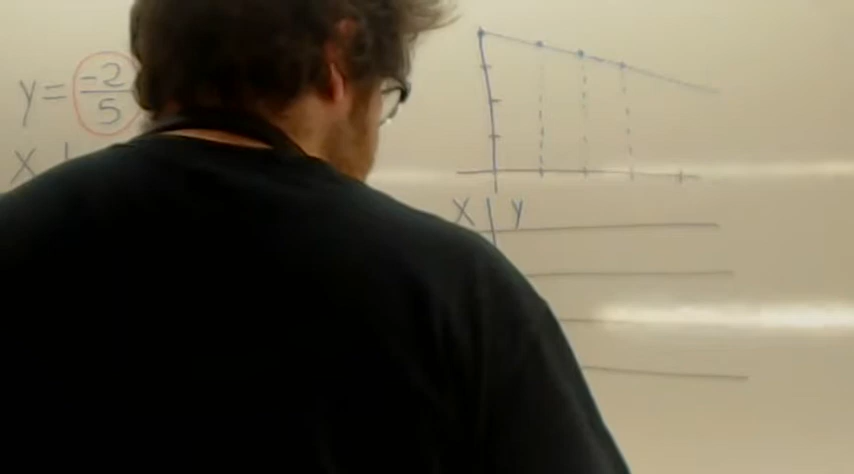 y = -2/5
X
X | y